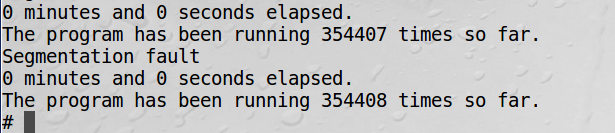 0 minutes and 0 seconds elapsed.
The program has been running 354407 times so far.
Segmentation fault
0 minutes and 0 seconds elapsed.
The program has been running 354408 times so far.
#